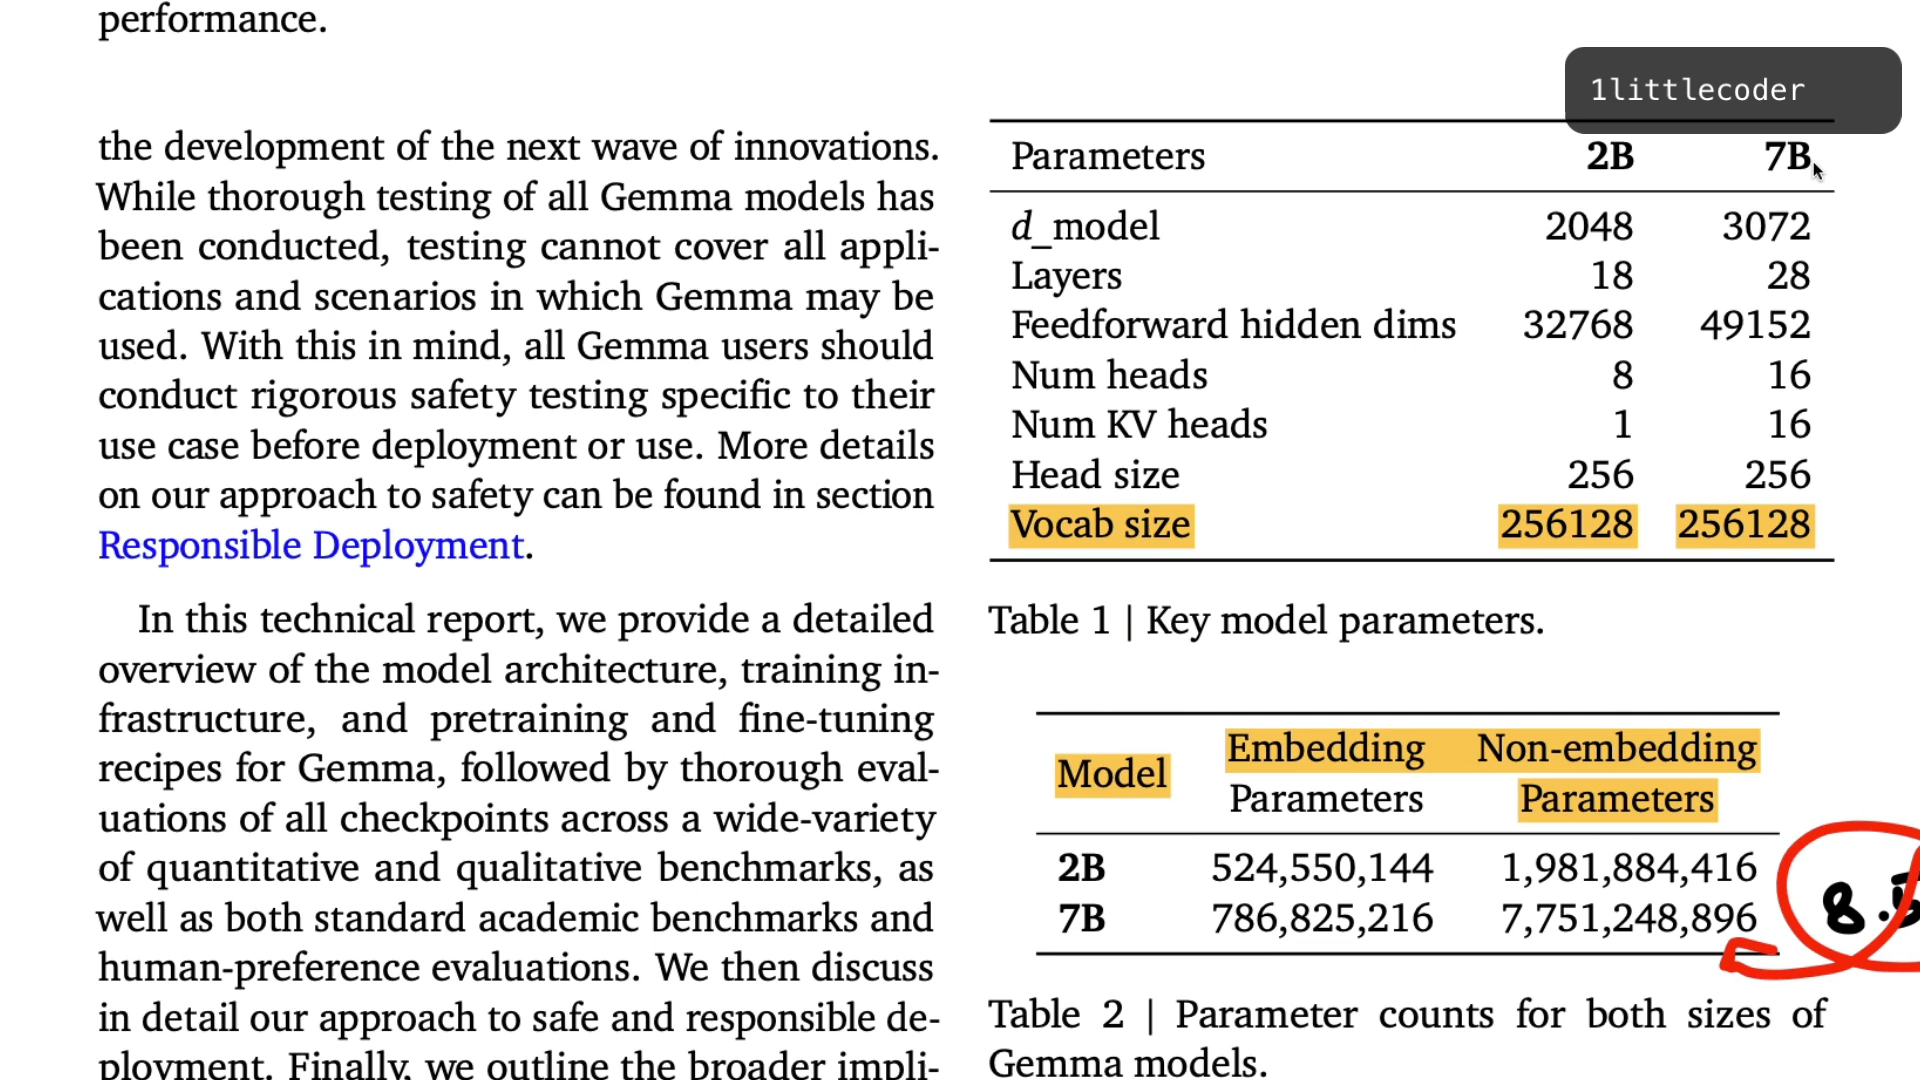 performance.
the development of the next wave of innovations.
While thorough testing of all Gemma models has
been conducted, testing cannot cover all appli-
cations and scenarios in which Gemma may be
used. With this in mind, all Gemma users should
conduct rigorous safety testing specific to their
use case before deployment or use. More details
on our approach to safety can be found in section
Responsible Deployment.
In this technical report, we provide a detailed
overview of the model architecture, training in-
frastructure, and pretraining and fine-tuning
recipes for Gemma, followed by thorough eval-
uations of all checkpoints across a wide-variety
of quantitative and qualitative benchmarks, as
well as both standard academic benchmarks and
human-preference evaluations. We then discuss
in detail our approach to safe and responsible de-
ployment. Finally, we outline the broader impli-
1littlecoder
Parameters 2B 7B
d_model 2048 3072
Layers 18 28
Feedforward hidden dims 32768 49152
Num heads 8 16
Num KV heads 1 16
Head size 256 256
Vocab size 256128 256128
Table 1 | Key model parameters.
Model Embedding Parameters Non-embedding Parameters
2B 524,550,144 1,981,884,416
7B 786,825,216 7,751,248,896
8.5
Table 2 | Parameter counts for both sizes of
Gemma models.